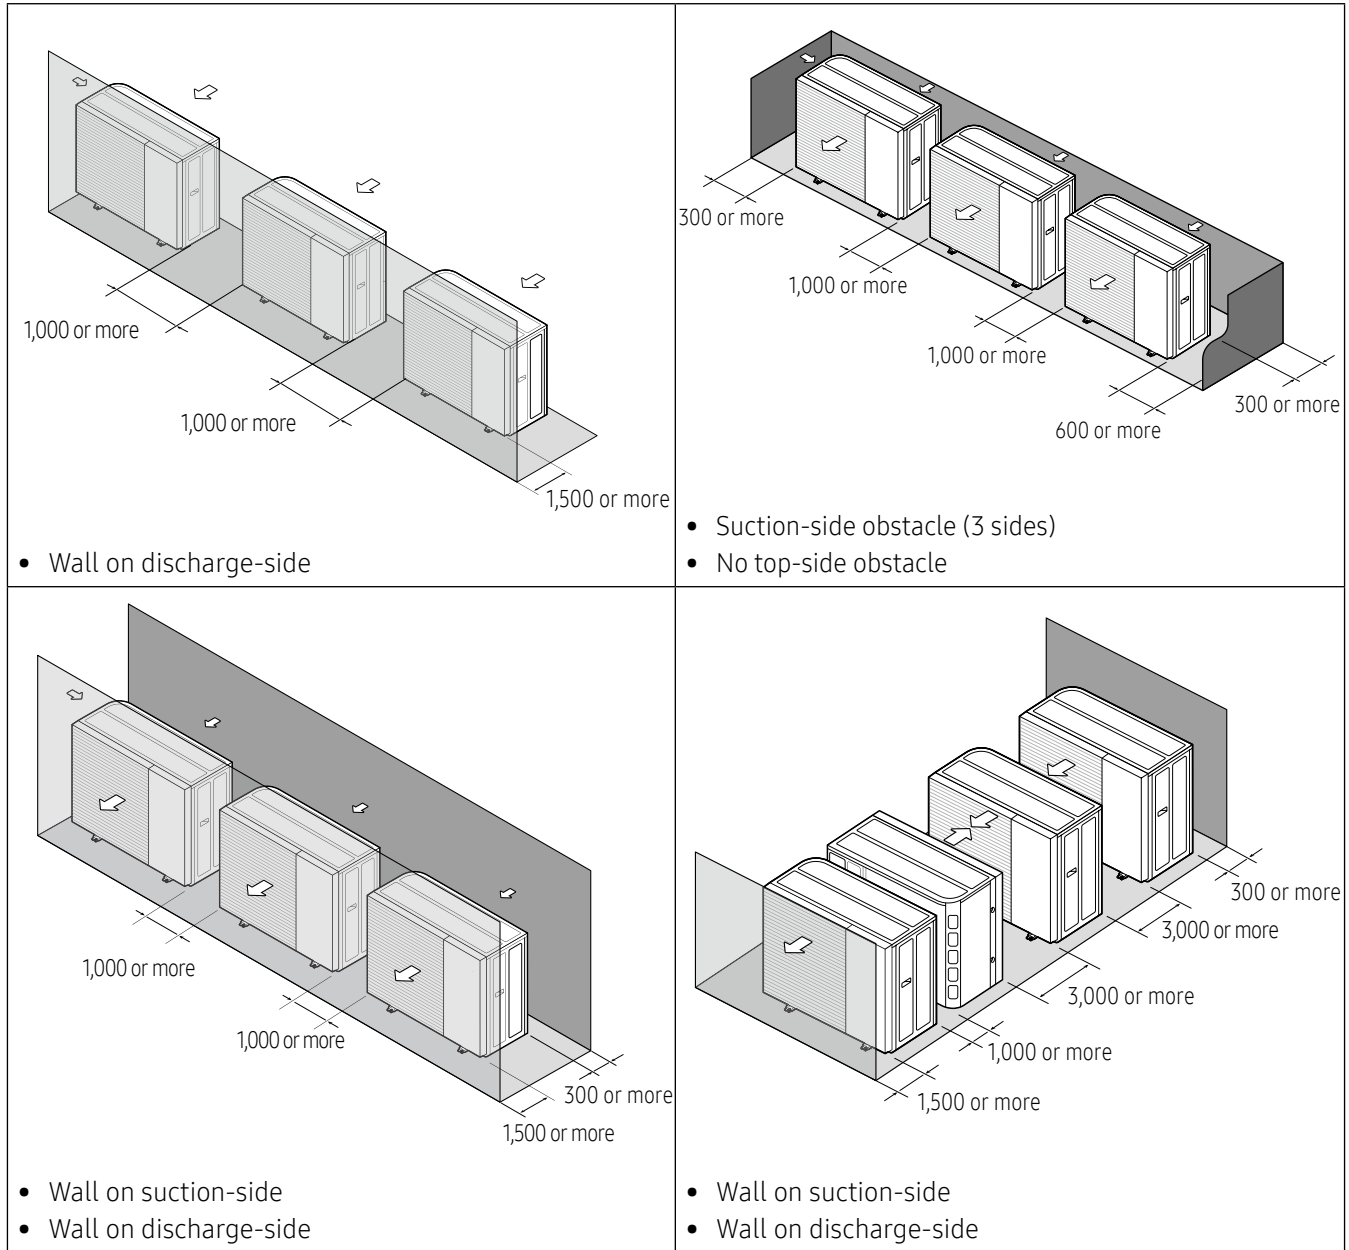 1,000 or more
1,000 or more
1,500 or more
• Wall on discharge-side
300 or more
1,000 or more
1,000 or more
300 or more
600 or more
• Suction-side obstacle (3 sides)
• No top-side obstacle
1,000 or more
1,000 or more
300 or more
1,500 or more
• Wall on suction-side
• Wall on discharge-side
300 or more
3,000 or more
3,000 or more
1,000 or more
1,500 or more
• Wall on suction-side
• Wall on discharge-side